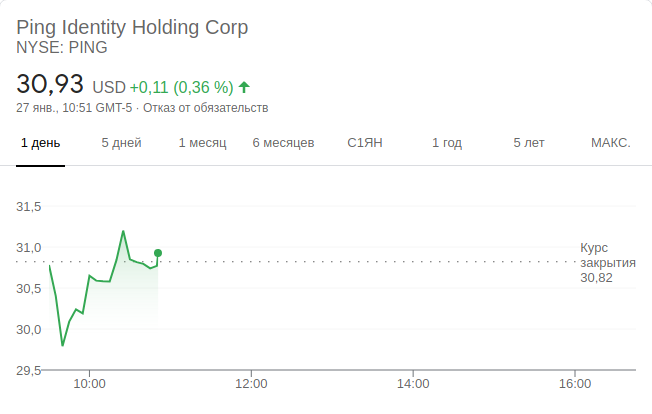 Ping Identity Holding Corp
NYSE: PING
30,93 USD +0,11 (0,36 %)
27 янв., 10:51 GMT-5 · Отказ от обязательств
1 день 5 дней 1 месяц 6 месяцев С1ЯН 1 год 5 лет МАКС.
31,5
31,0
30,5
30,0
29,5
Курс
закрытия
30,82
10:00 12:00 14:00 16:00